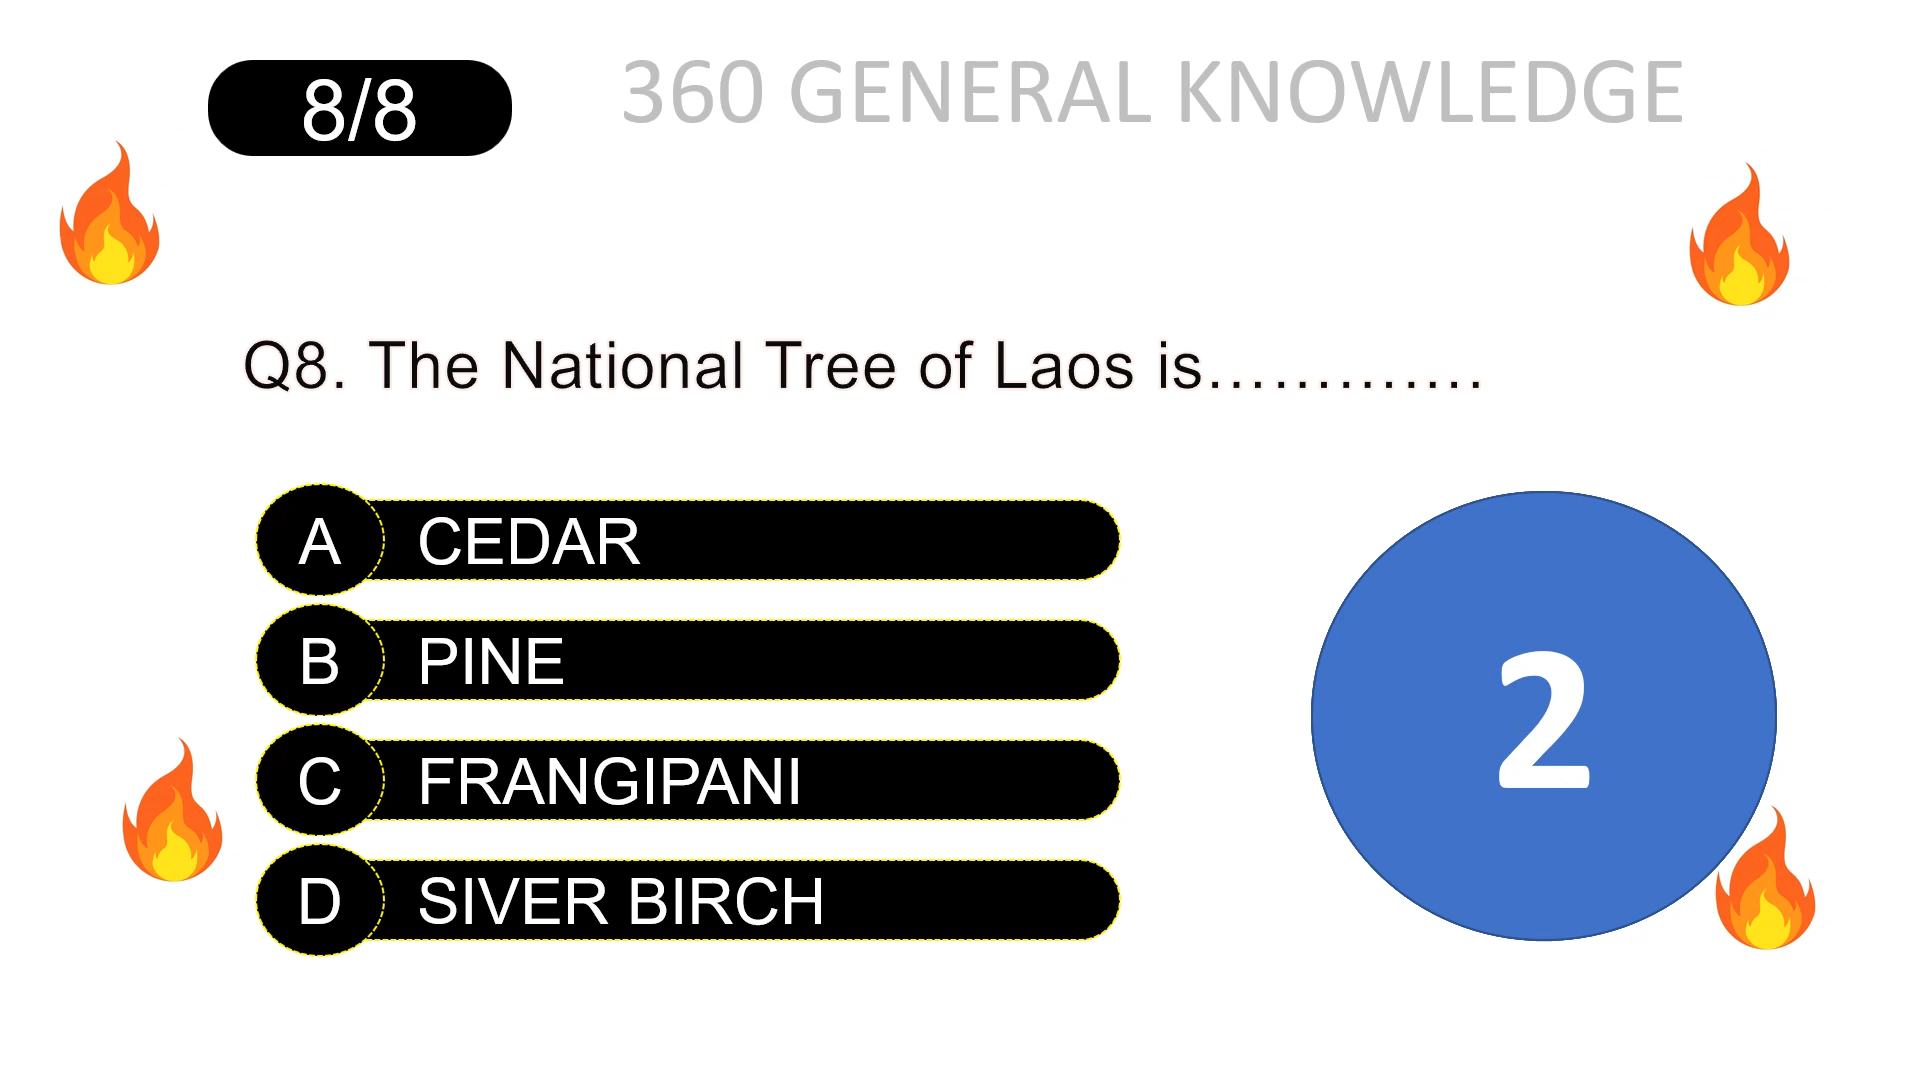 8/8
360 GENERAL KNOWLEDGE
Q8. The National Tree of Laos is.............
A CEDAR
B PINE
C FRANGIPANI
D SIVER BIRCH
2